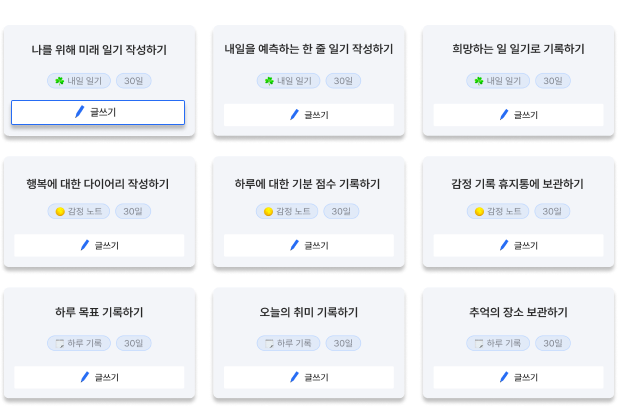 나를 위해 미래 일기 작성하기
내일 일기 30일
글쓰기
내일을 예측하는 한 줄 일기 작성하기
내일 일기 30일
글쓰기
희망하는 일 일기로 기록하기
내일 일기 30일
글쓰기
행복에 대한 다이어리 작성하기
감정 노트 30일
글쓰기
하루에 대한 기분 점수 기록하기
감정 노트 30일
글쓰기
감정 기록 휴지통에 보관하기
감정 노트 30일
글쓰기
하루 목표 기록하기
하루 기록 30일
글쓰기
오늘의 취미 기록하기
하루 기록 30일
글쓰기
추억의 장소 보관하기
하루 기록 30일
글쓰기